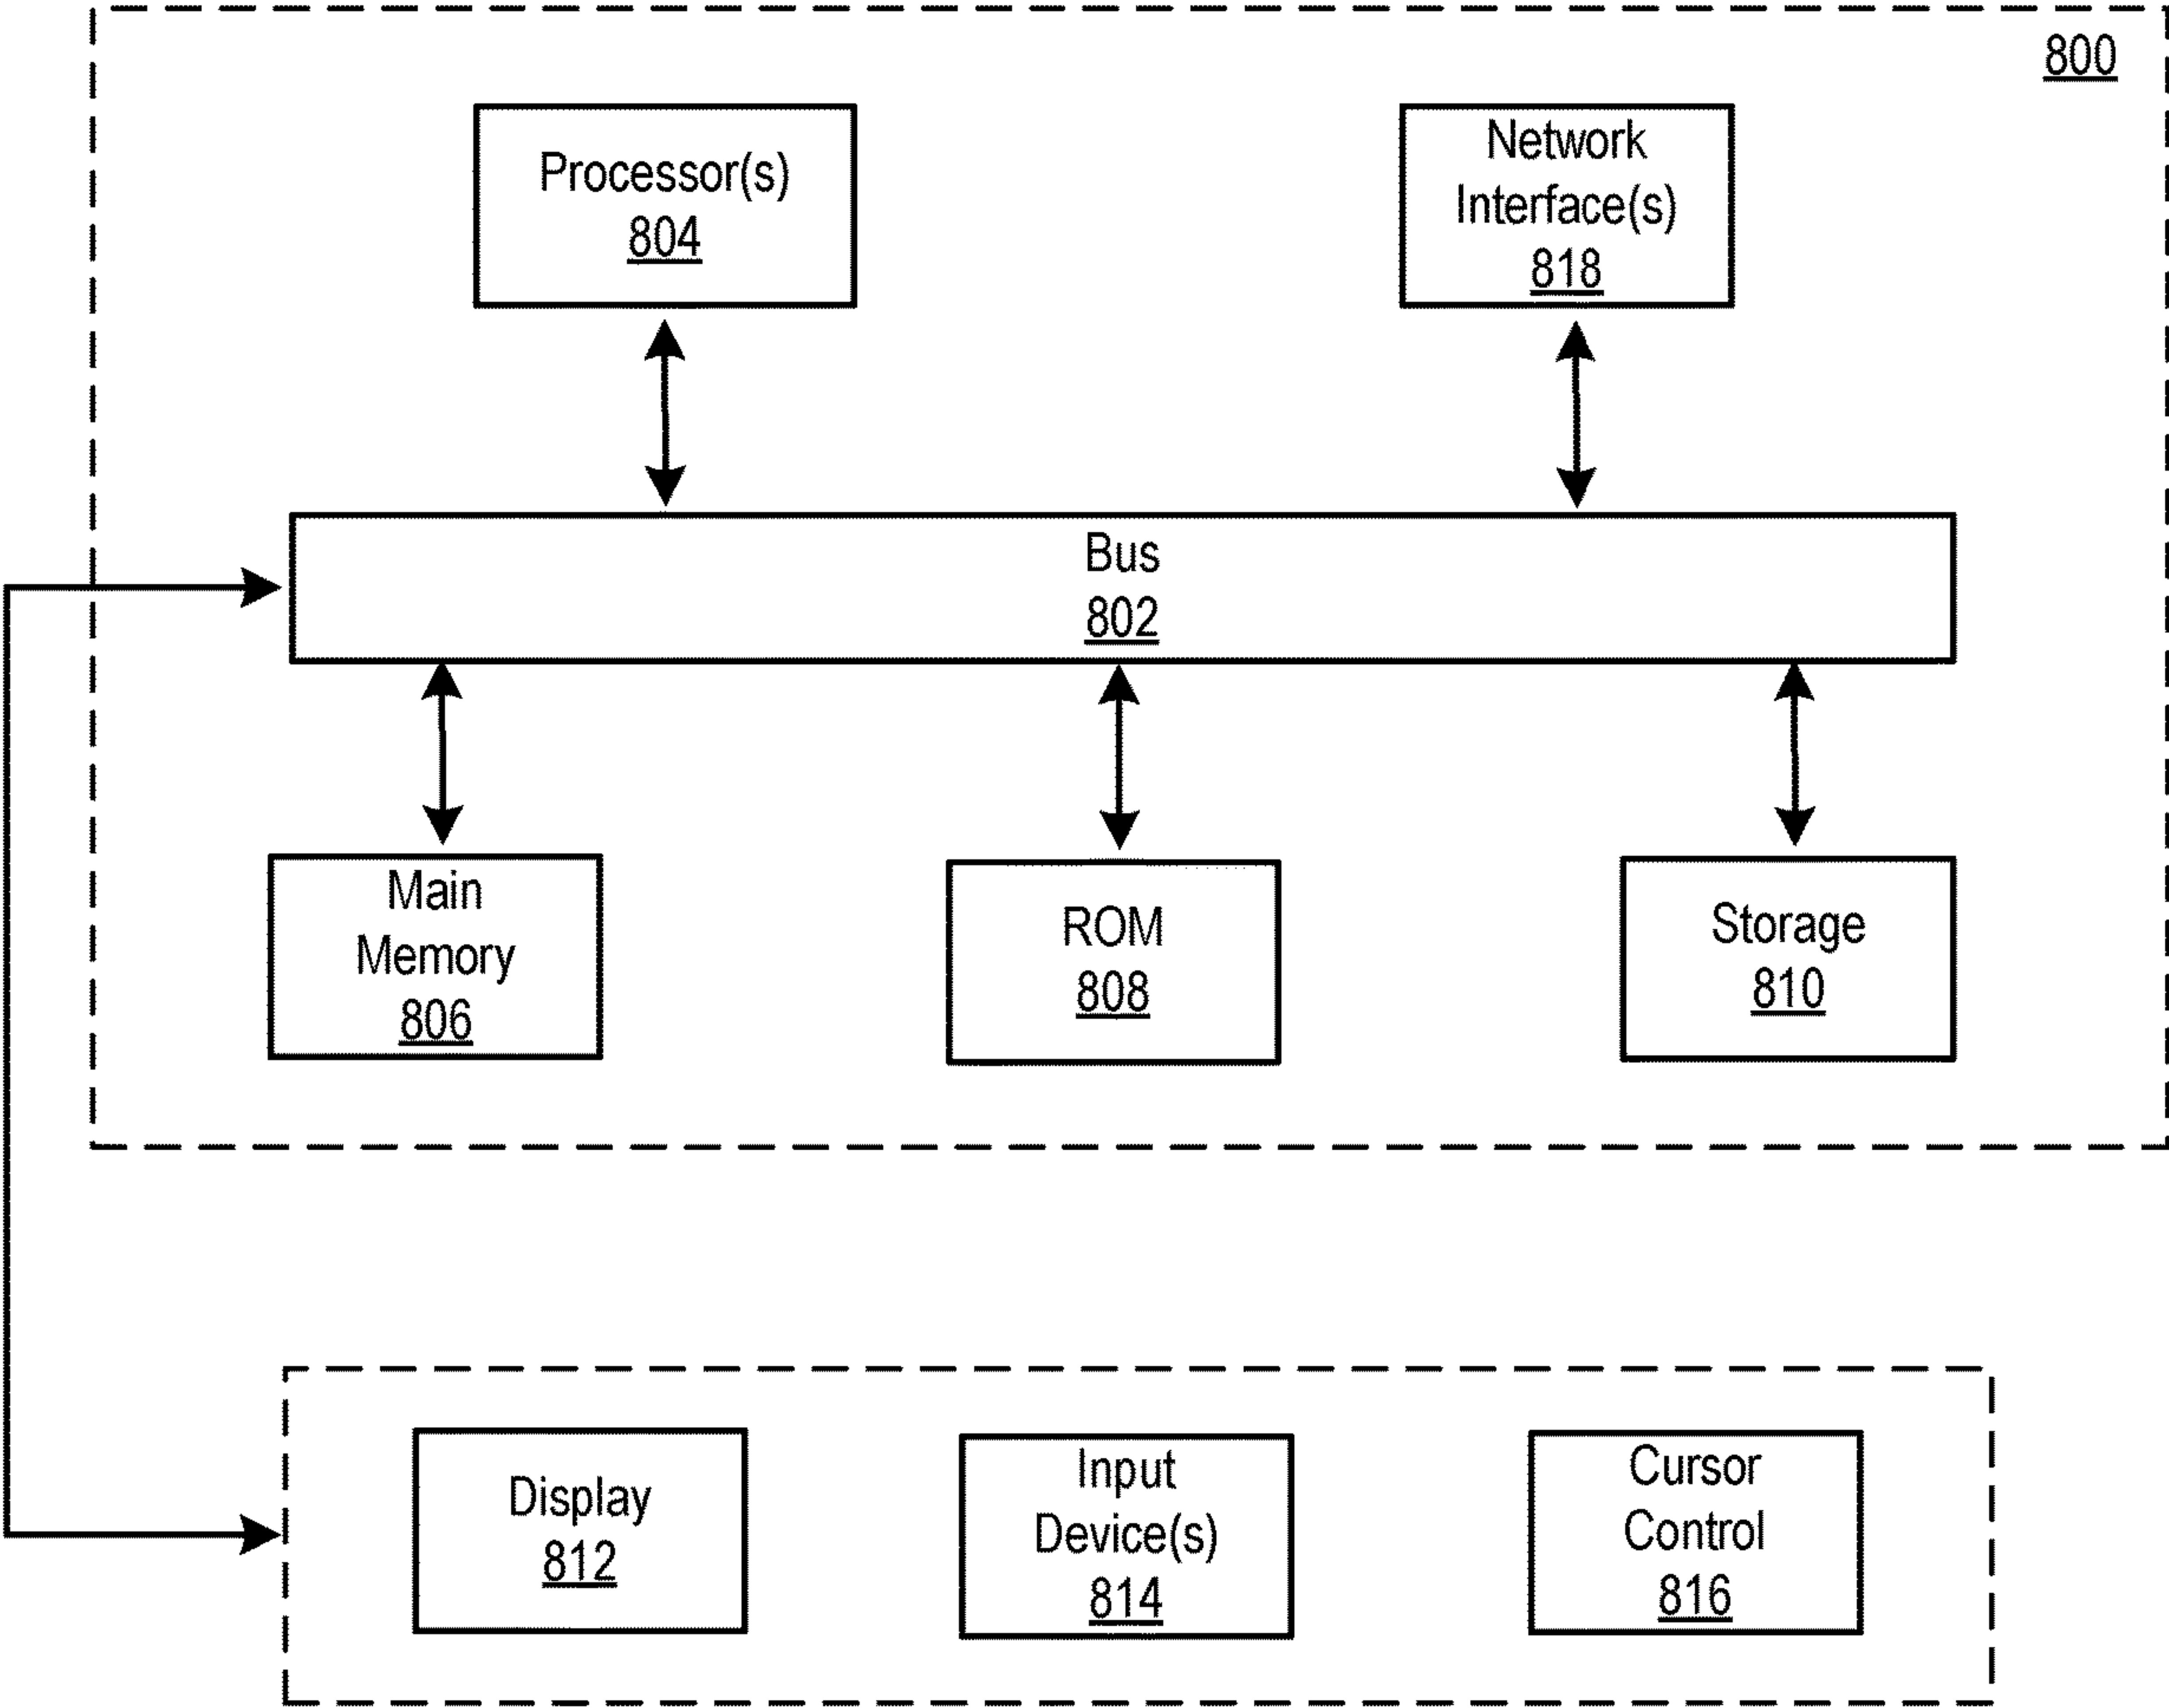 800
Processor(s)
804
Network
Interface(s)
818
Bus
802
Main
Memory
806
ROM
808
Storage
810
Display
812
Input
Device(s)
814
Cursor
Control
816